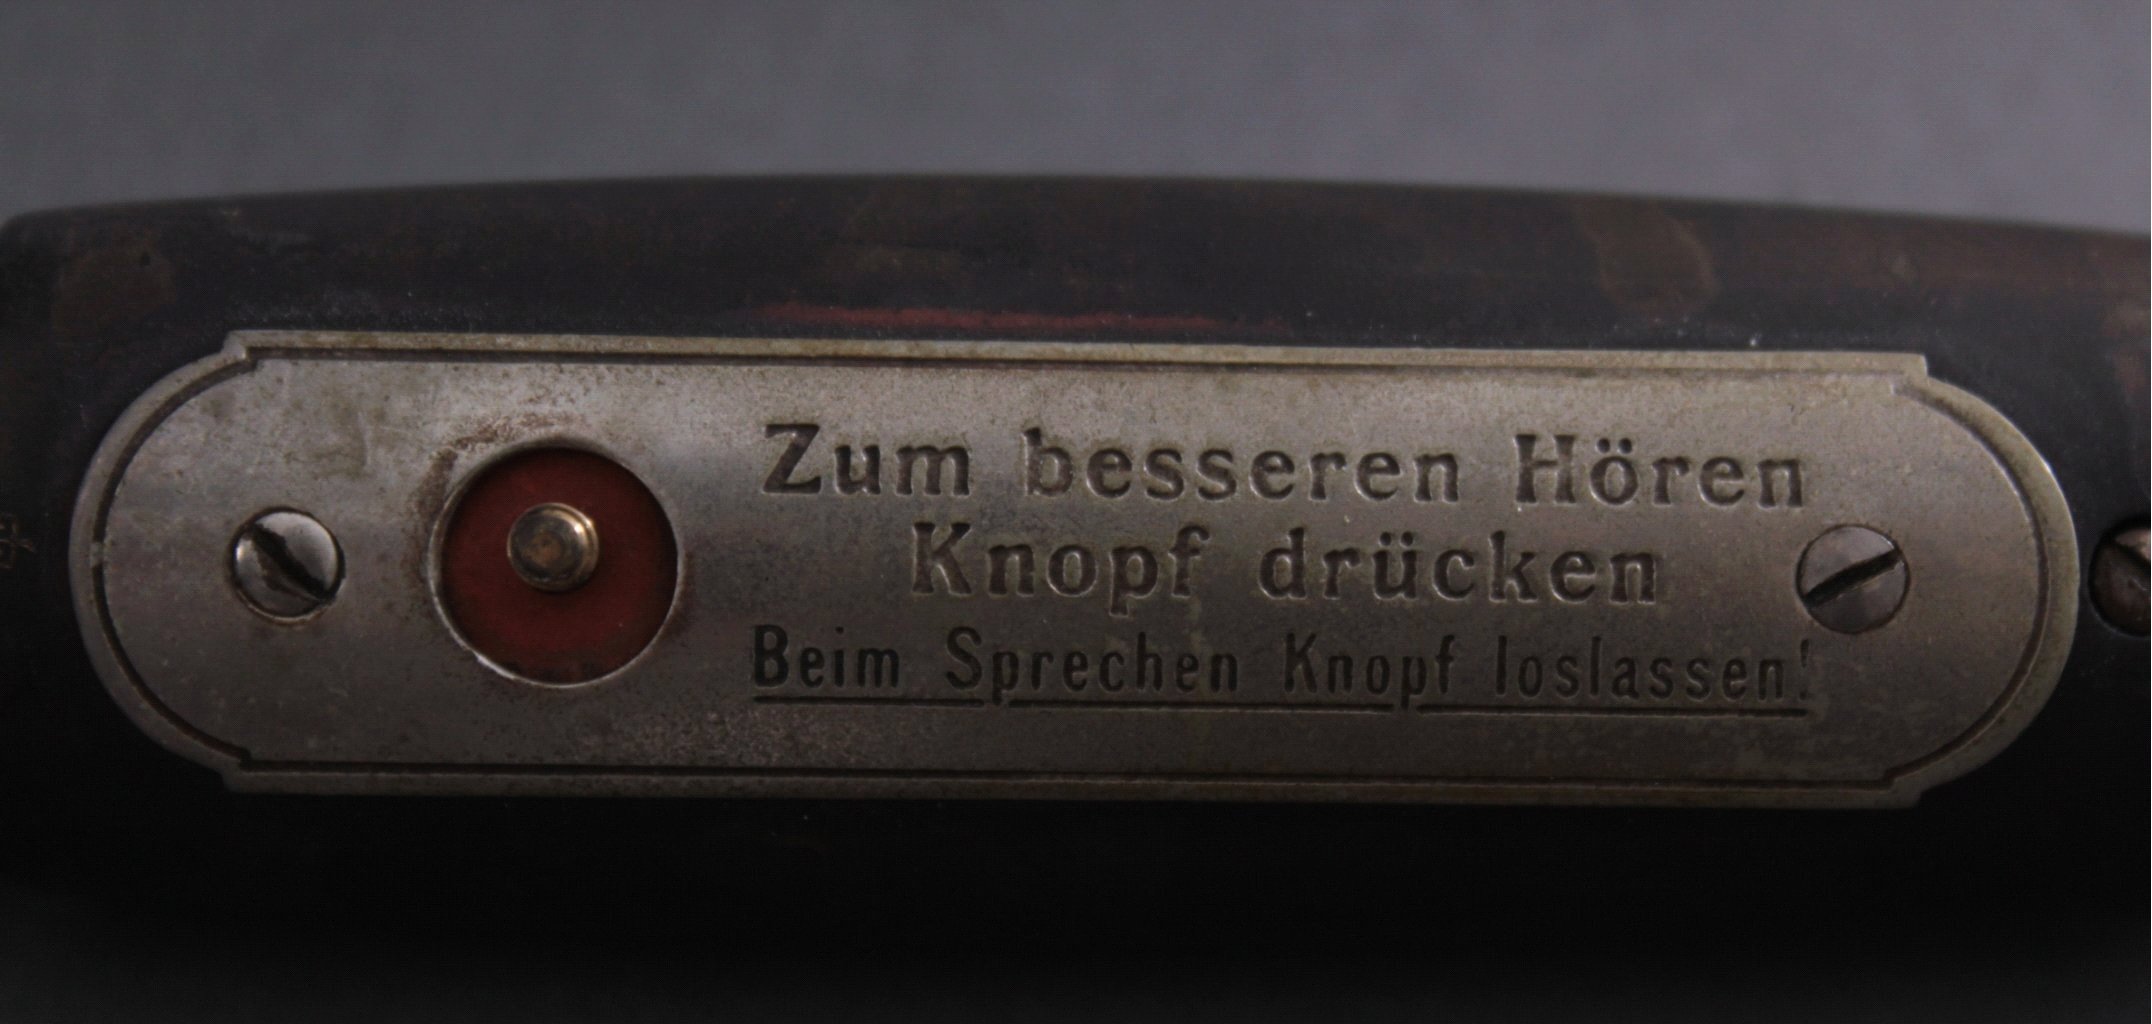 Zum besseren Hören
Knopf drücken
Beim Sprechen Knopf loslassen!